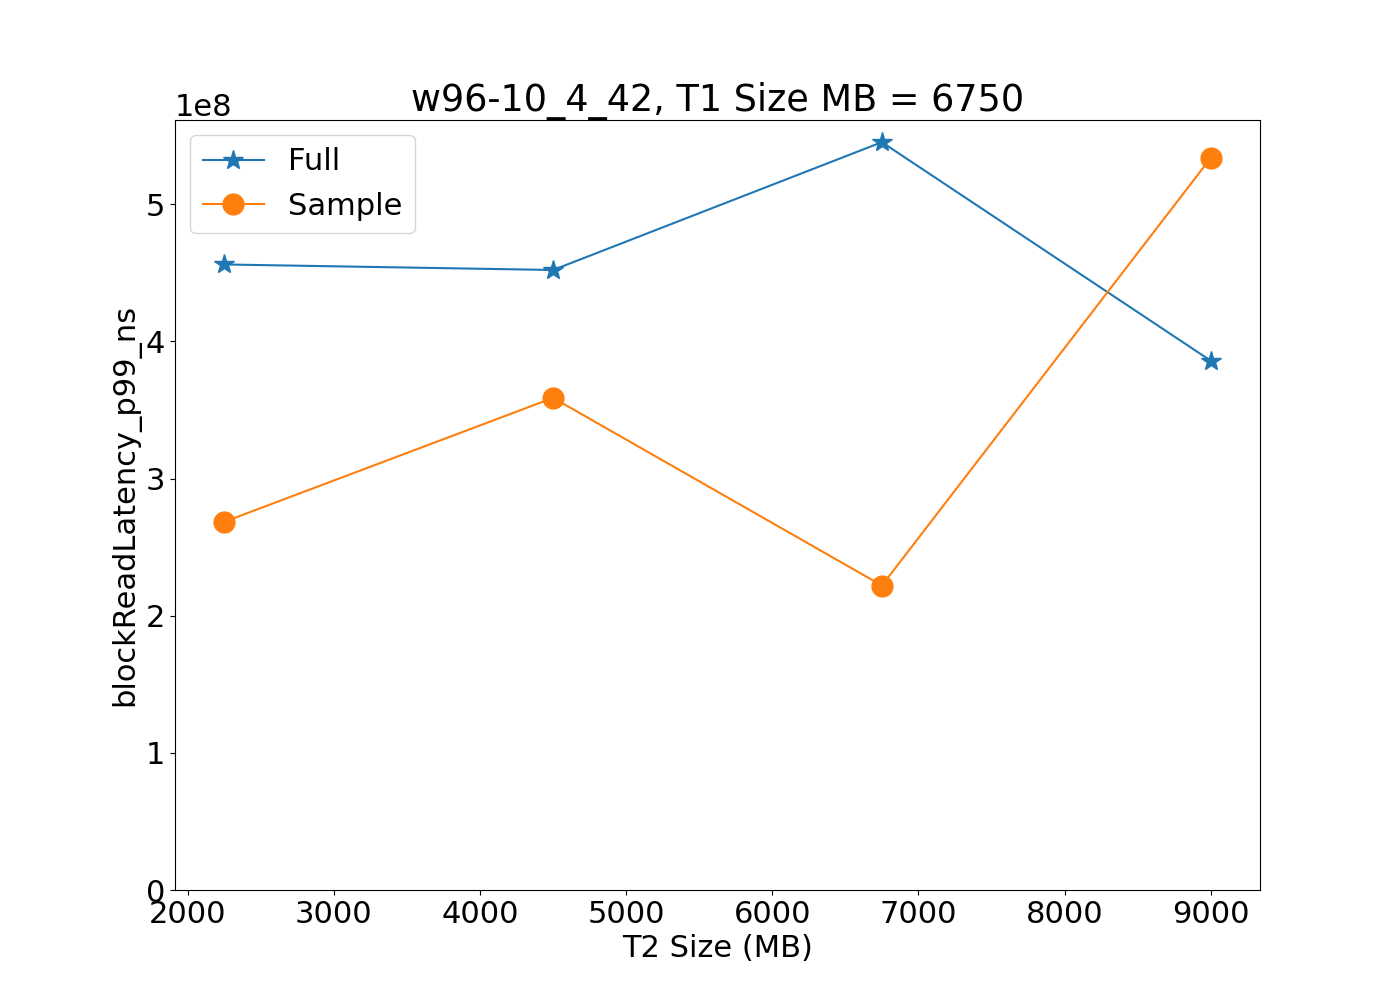 w96-10_4_42, T1 Size MB = 6750
1e8
Full
Sample
5
4
3
2
1
0
blockReadLatency_p99_ns
2000 3000 4000 5000 6000 7000 8000 9000
T2 Size (MB)